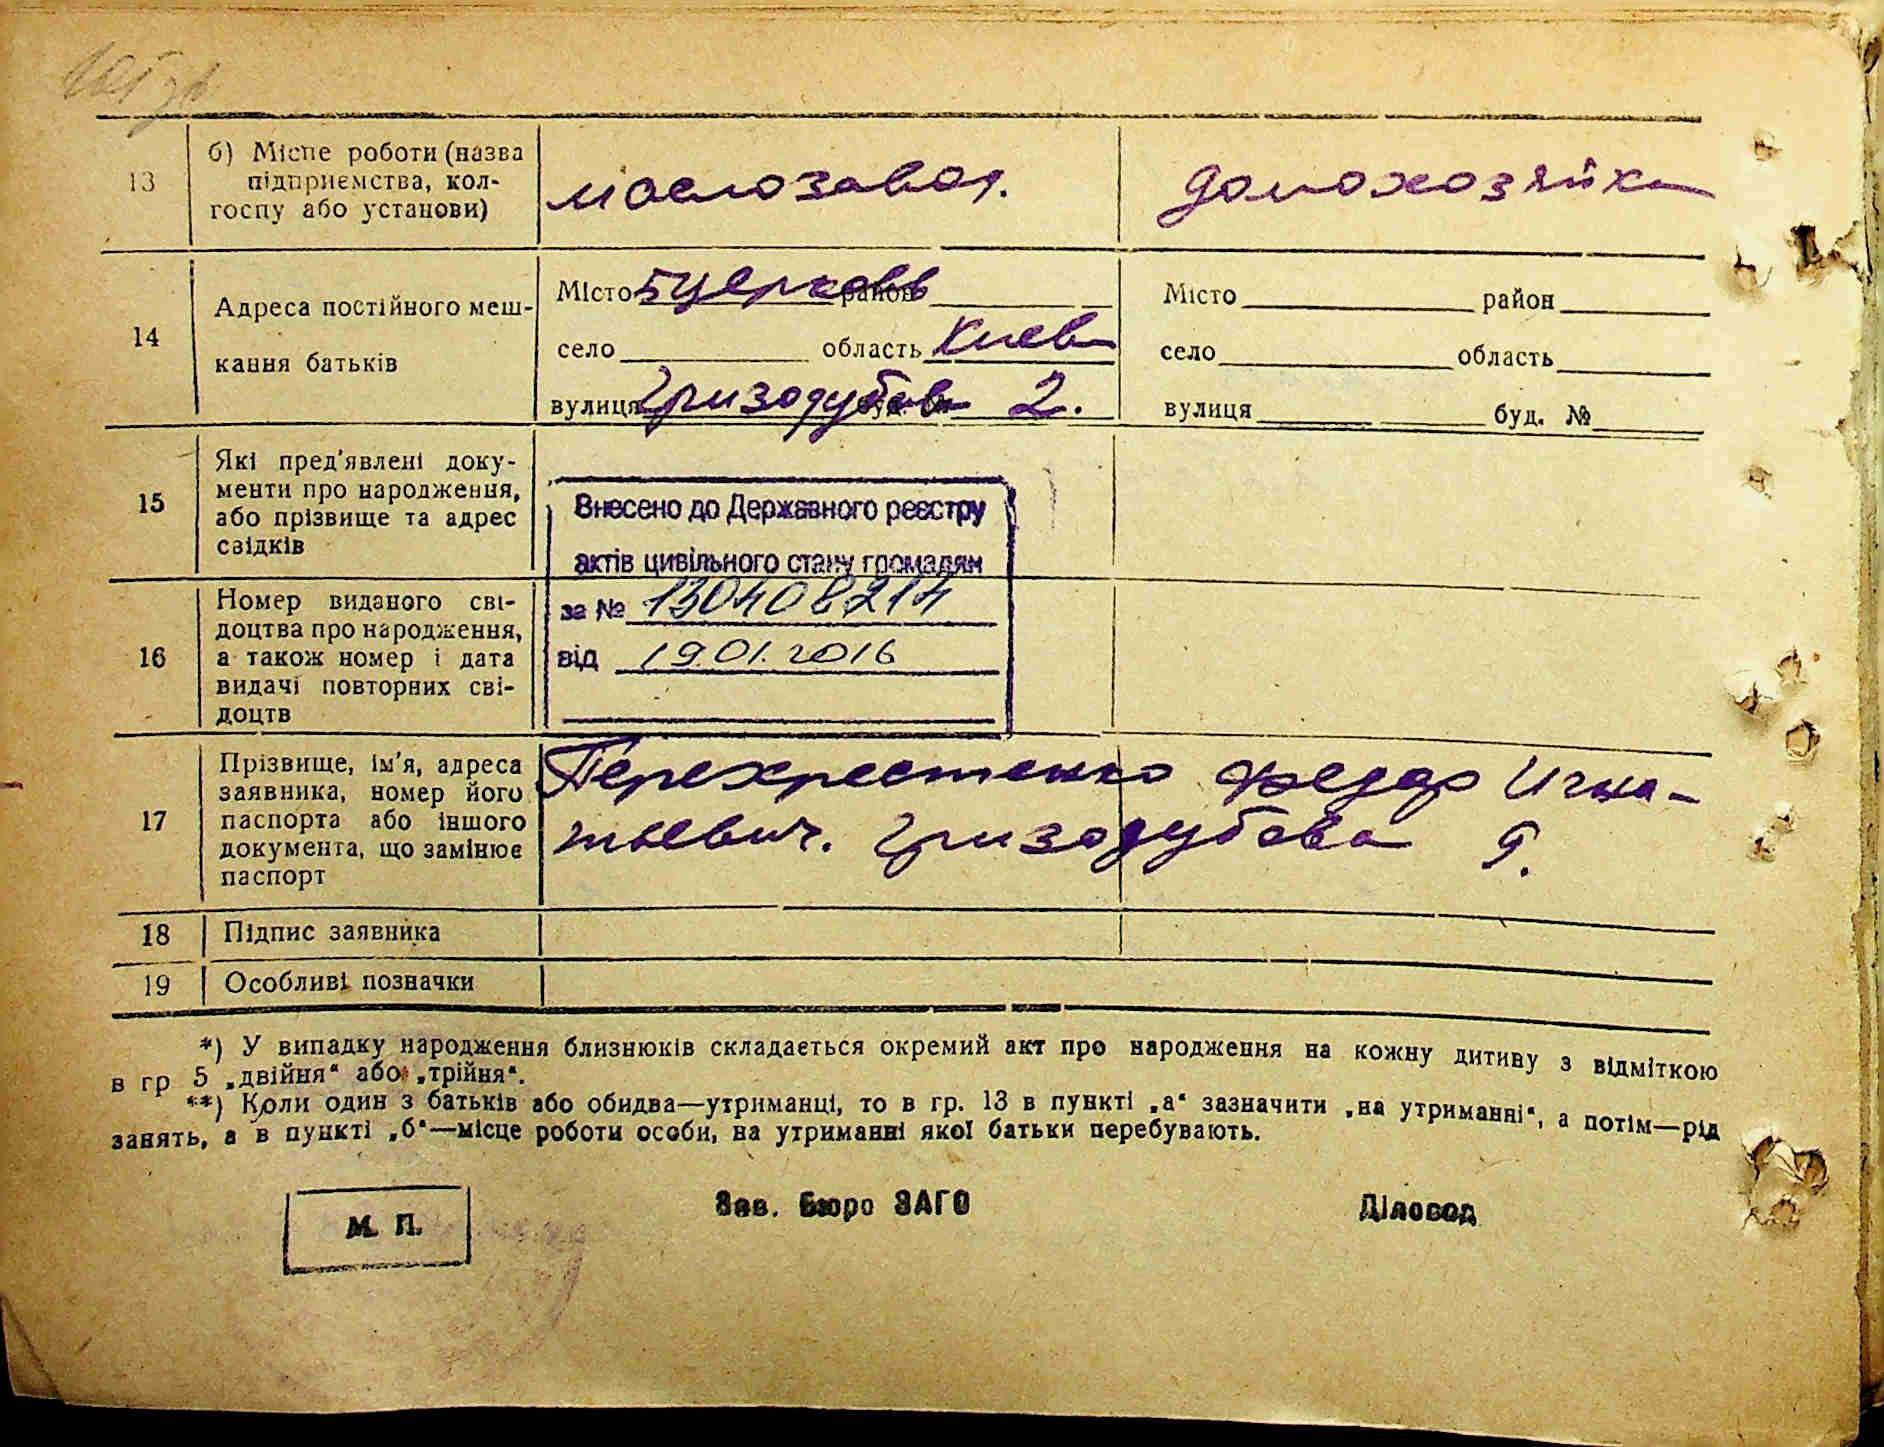 13
б) Місце роботи (назва
підприємства, кол-
госпу або установи)
маслозавод.
домохозяйка
14
Адреса постійного меш-
кання батьків
Місто Б Церковь район
село область Киев
вулиця Гризодубов буд. № 2.
Місто район
село область
вулиця буд. №
15
Які пред'явлені доку-
менти про народження,
або прізвище та адрес
свідків
Внесено до Державного реєстру
актів цивільного стану громадян
за № 130408214
від 19.01.2016
16
Номер виданого сві-
доцтва про народження,
а також номер і дата
видачі повторних сві-
доцтв
17
Прізвище, ім'я, адреса
заявника, номер його
паспорта або іншого
документа, що замінює
паспорт
Перехрестенко Федор Игна-
тьевич. Гризодубова
18 Підпис заявника
19 Особливі позначки
*) У випадку народження близнюків складається окремий акт про народження на кожну дитину з відміткою
в гр 5 „двійня“ або „трійня“.
**) Коли один з батьків або обидва—утриманці, то в гр. 13 в пункті „а“ зазначити „на утриманні“, а потім—рід
занять, а в пункті „б“—місце роботи особи, на утриманні якої батьки перебувають.
М. П.
Зав. Бюро ЗАГС
Діловод